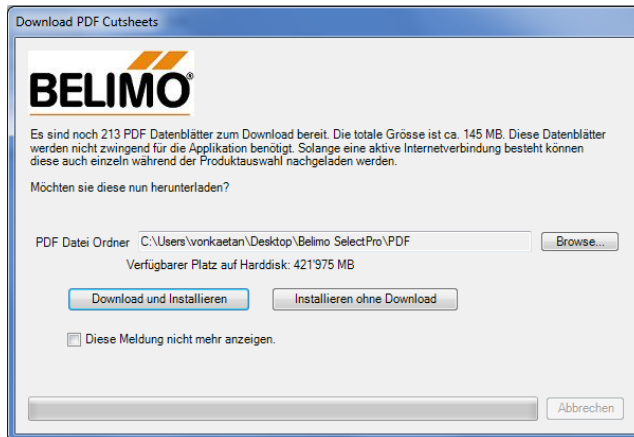 Download PDF Cutsheets
BELIMO®
Es sind noch 213 PDF Datenblätter zum Download bereit. Die totale Grösse ist ca. 145 MB. Diese Datenblätter
werden nicht zwingend für die Applikation benötigt. Solange eine aktive Internetverbindung besteht können
diese auch einzeln während der Produktauswahl nachgeladen werden.
Möchten sie diese nun herunterladen?
PDF Datei Ordner C:\Users\vonkaetan\Desktop\Belimo SelectPro\PDF Browse...
Verfügbarer Platz auf Harddisk: 421'975 MB
Download und Installieren Installieren ohne Download
Diese Meldung nicht mehr anzeigen.
Abbrechen